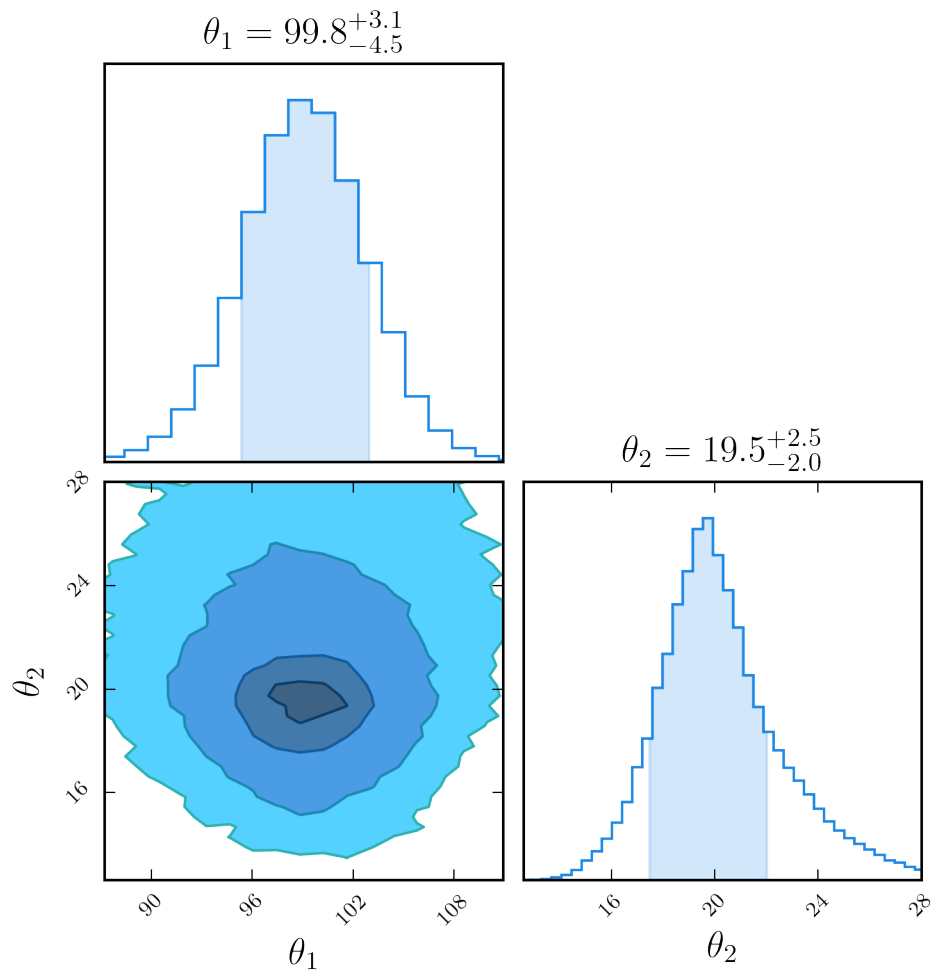 θ₁ = 99.8⁺³·¹₋₄.₅
θ₂ = 19.5⁺²·⁵₋₂.₀
28
24
20
16
θ₂
90 96 102 108
θ₁
16 20 24 28
θ₂